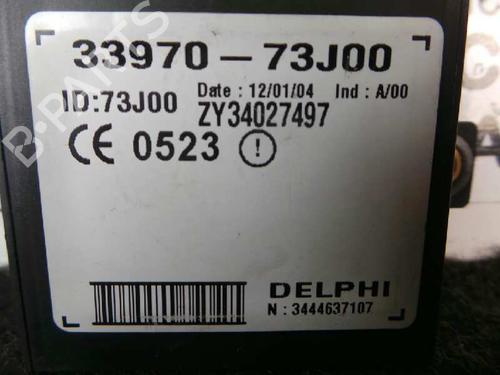 33970-73J00
ID:73J00 Date : 12/01/04 Ind : A/00
ZY34027497
CE 0523 !
DELPHI
N : 3444637107
B-PARTS